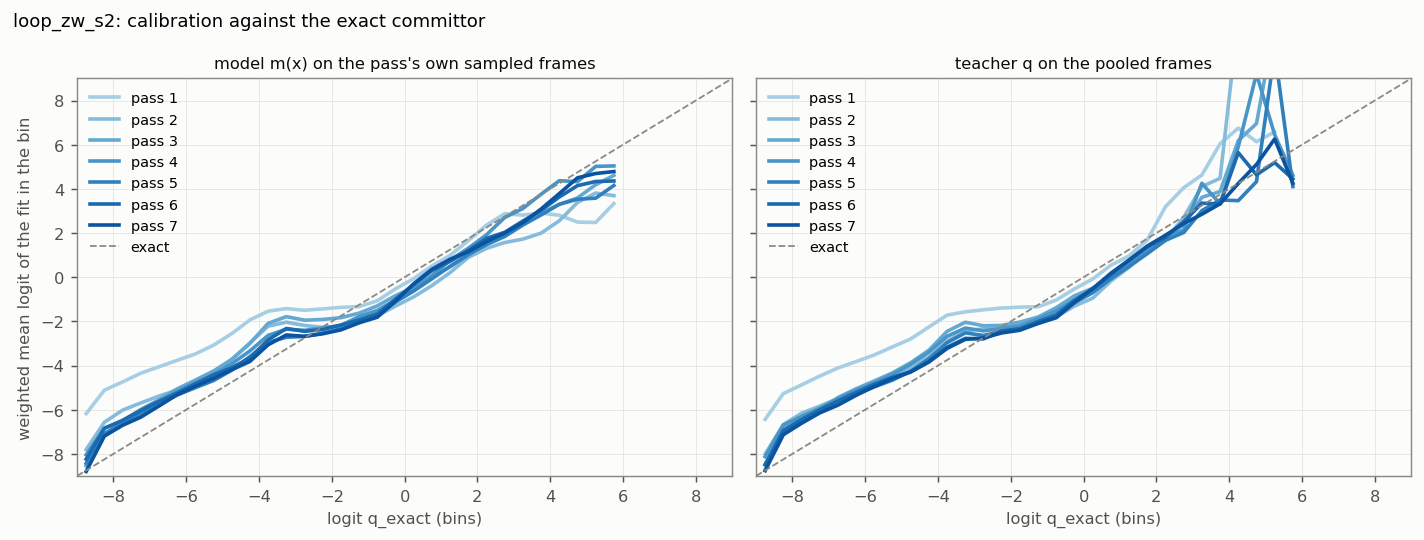 loop_zw_s2: calibration against the exact committor
model m(x) on the pass's own sampled frames
weighted mean logit of the fit in the bin
8
6
4
2
0
−2
−4
−6
−8
pass 1
pass 2
pass 3
pass 4
pass 5
pass 6
pass 7
exact
−8 −6 −4 −2 0 2 4 6 8
logit q_exact (bins)
teacher q on the pooled frames
pass 1
pass 2
pass 3
pass 4
pass 5
pass 6
pass 7
exact
−8 −6 −4 −2 0 2 4 6 8
logit q_exact (bins)